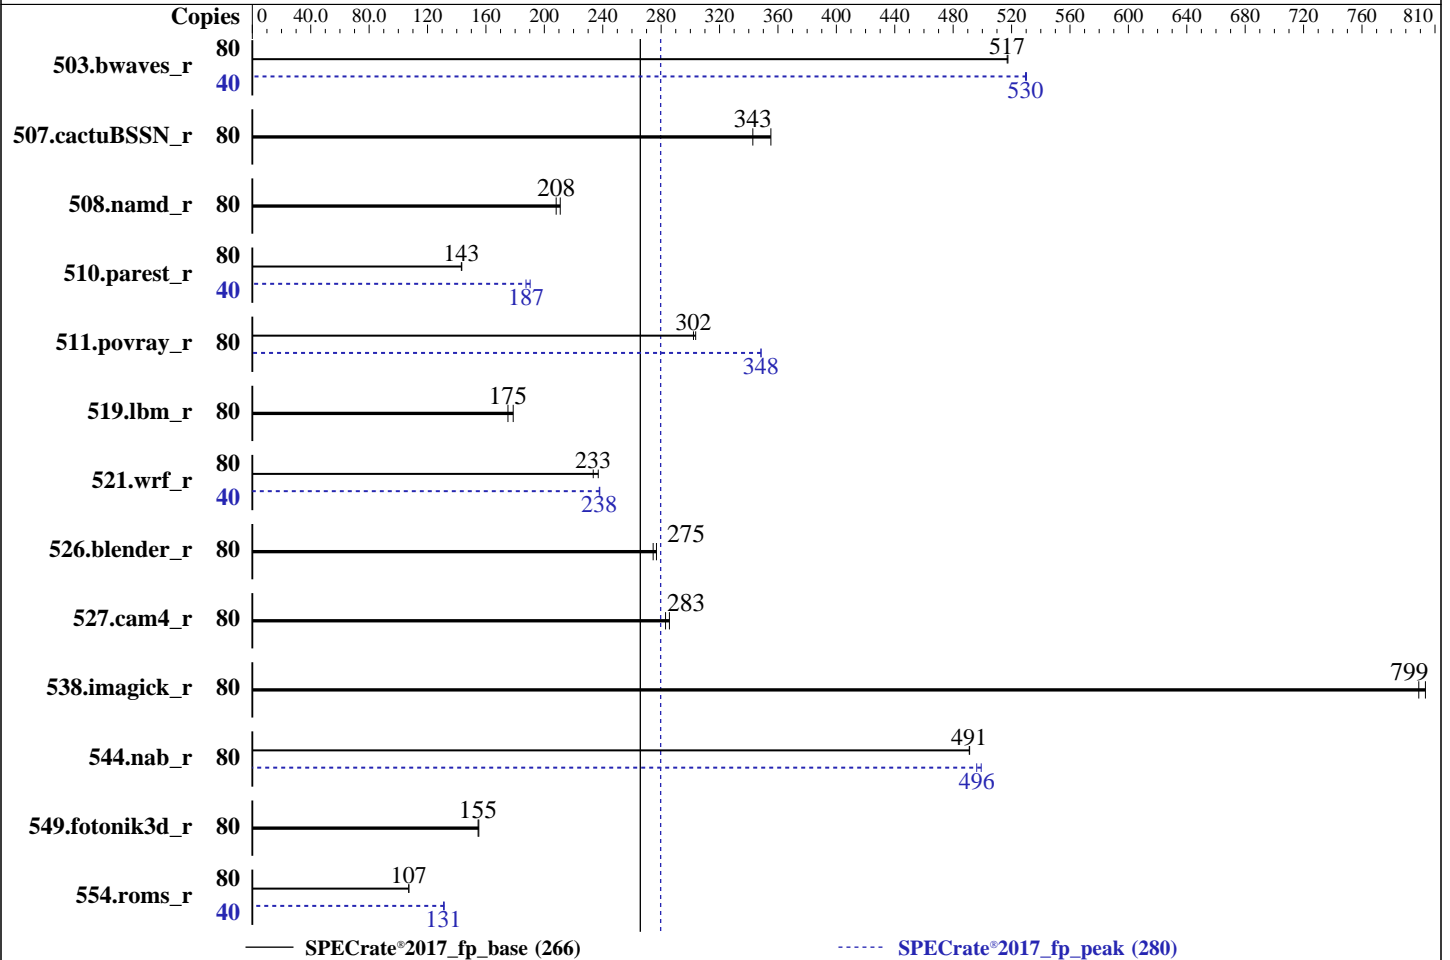 Copies 0 40.0 80.0 120 160 200 240 280 320 360 400 440 480 520 560 600 640 680 720 760 810
503.bwaves_r 80 517
40 530
507.cactuBSSN_r 80 343
508.namd_r 80 208
510.parest_r 80 143
40 187
511.povray_r 80 302
348
519.lbm_r 80 175
521.wrf_r 80 233
40 238
526.blender_r 80 275
527.cam4_r 80 283
538.imagick_r 80 799
544.nab_r 80 491
496
549.fotonik3d_r 80 155
554.roms_r 80 107
40 131
SPECrate®2017_fp_base (266) SPECrate®2017_fp_peak (280)